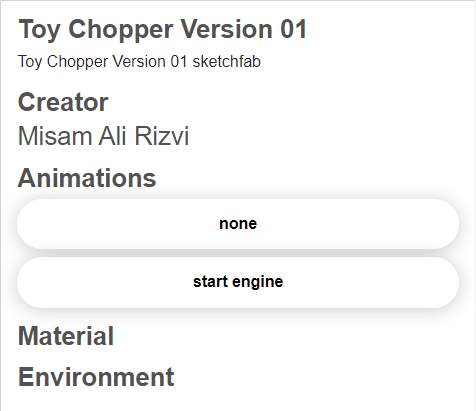 Toy Chopper Version 01
Toy Chopper Version 01 sketchfab
Creator
Misam Ali Rizvi
Animations
none
start engine
Material
Environment